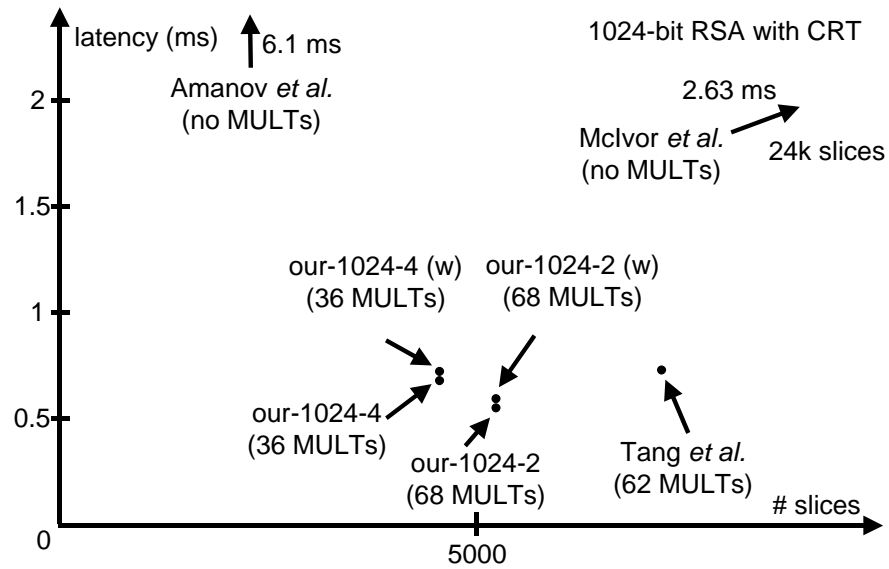 latency (ms)
6.1 ms
1024-bit RSA with CRT
Amanov et al.
(no MULTs)
2
2.63 ms
McIvor et al.
(no MULTs)
24k slices
1.5
our-1024-4 (w)
(36 MULTs)
our-1024-2 (w)
(68 MULTs)
1
0.5
our-1024-4
(36 MULTs)
our-1024-2
(68 MULTs)
Tang et al.
(62 MULTs)
# slices
0
5000